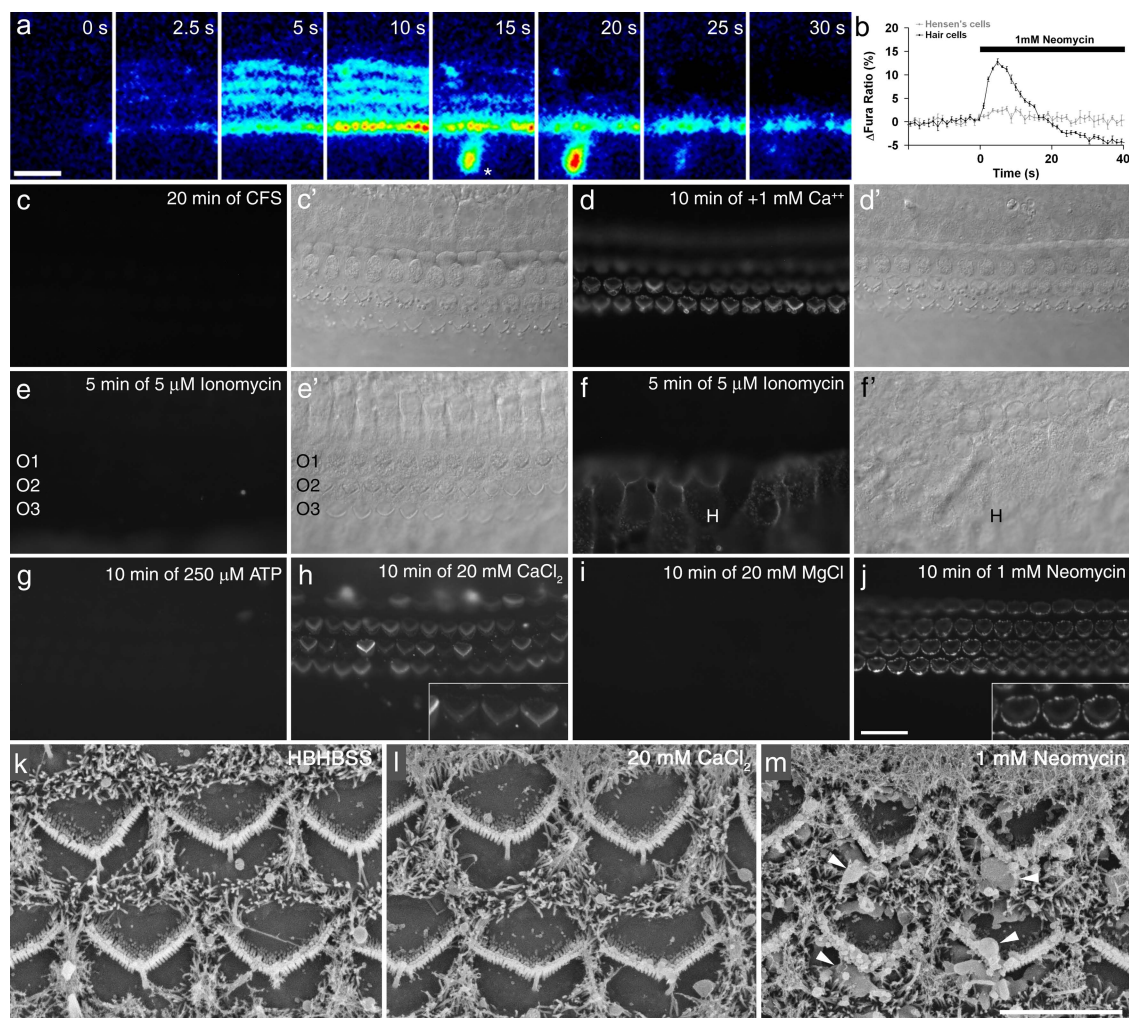 a
0 s
2.5 s
5 s
10 s
15 s
20 s
25 s
30 s
*
b
Hensen's cells
Hair cells
1mM Neomycin
ΔFura Ratio (%)
20
15
10
5
0
-5
0
20
40
Time (s)
c
20 min of CFS
c'
d
10 min of +1 mM Ca⁺⁺
d'
e
5 min of 5 μM Ionomycin
O1
O2
O3
e'
O1
O2
O3
f
5 min of 5 μM Ionomycin
H
f'
H
g
10 min of 250 μM ATP
h
10 min of 20 mM CaCl₂
i
10 min of 20 mM MgCl
j
10 min of 1 mM Neomycin
k
HBHBSS
l
20 mM CaCl₂
m
1 mM Neomycin